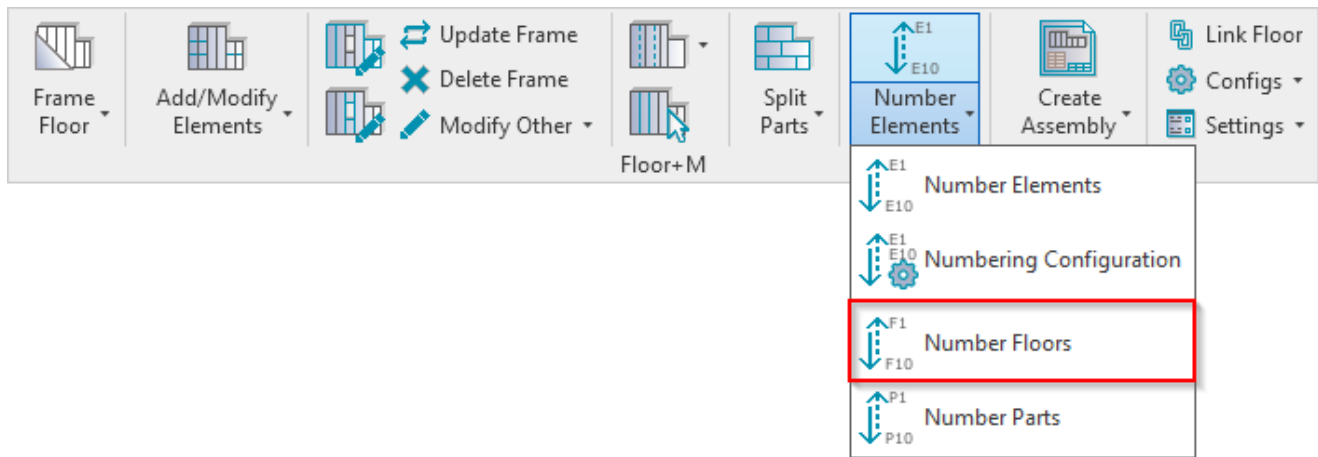 Frame
Floor
Add/Modify
Elements
Update Frame
Delete Frame
Modify Other
Split
Parts
E1
E10
Number
Elements
Create
Assembly
Link Floor
Configs
Settings
Floor+M
E1
E10
Number Elements
E1
E10
Numbering Configuration
F1
F10
Number Floors
P1
P10
Number Parts